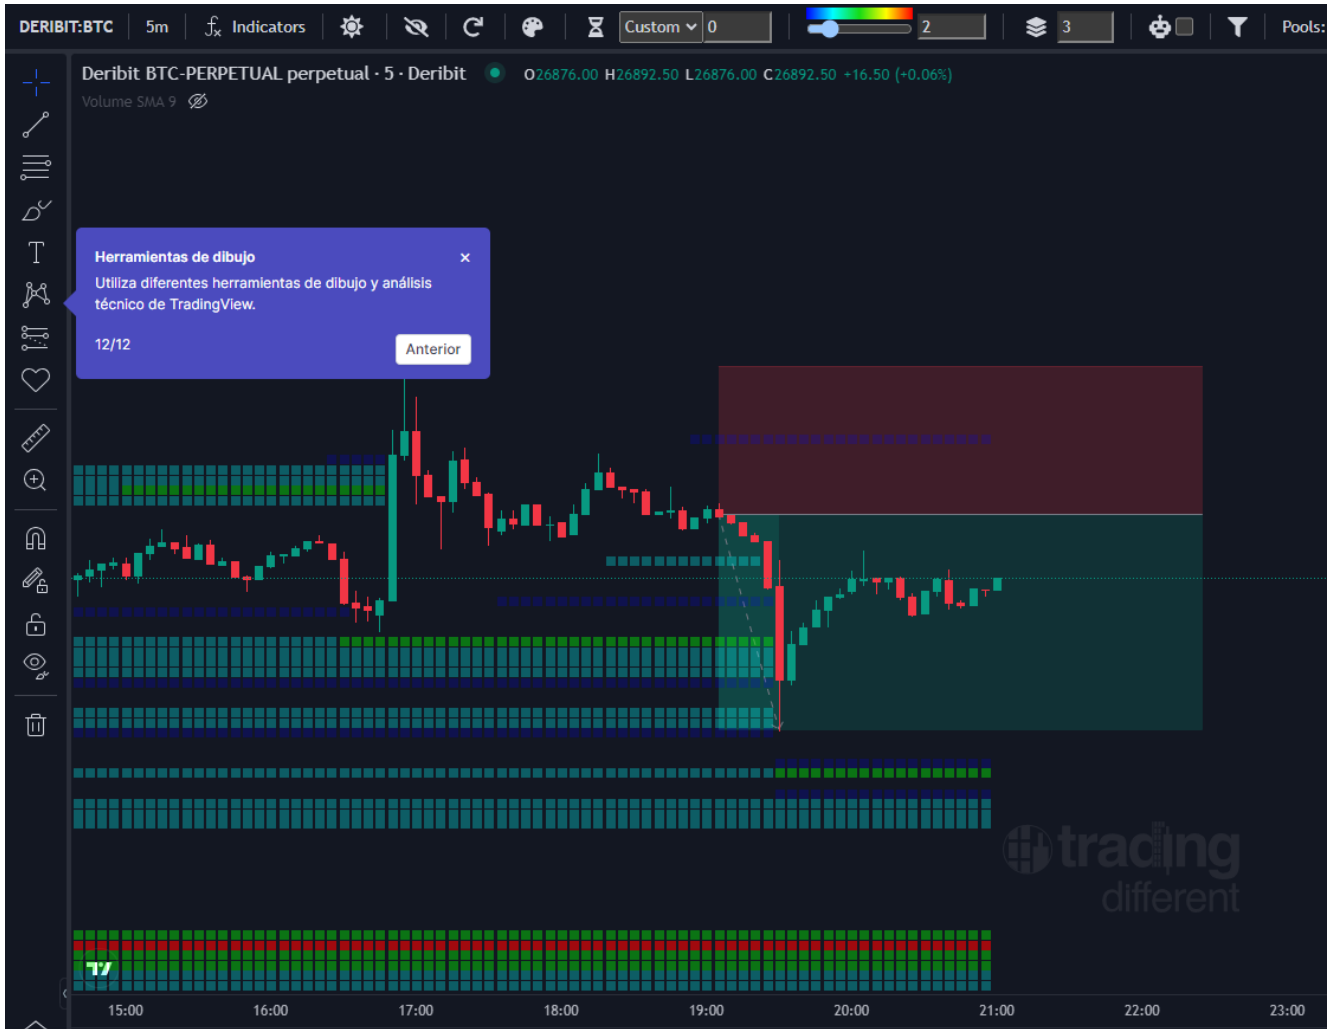 DERIBIT:BTC 5m fx Indicators Custom 0 2 3 Pools:
Deribit BTC-PERPETUAL perpetual · 5 · Deribit O26876.00 H26892.50 L26876.00 C26892.50 +16.50 (+0.06%)
Volume SMA 9
Herramientas de dibujo
Utiliza diferentes herramientas de dibujo y análisis
técnico de TradingView.
12/12
Anterior
trading
different
15:00 16:00 17:00 18:00 19:00 20:00 21:00 22:00 23:00